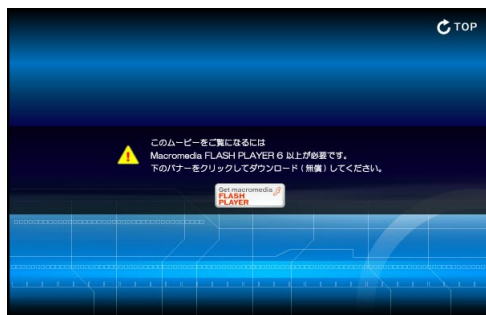 TOP
このムービーをご覧になるには
Macromedia FLASH PLAYER 6 以上が必要です。
下のバナーをクリックしてダウンロード(無償)してください。
Get macromedia
FLASH
PLAYER